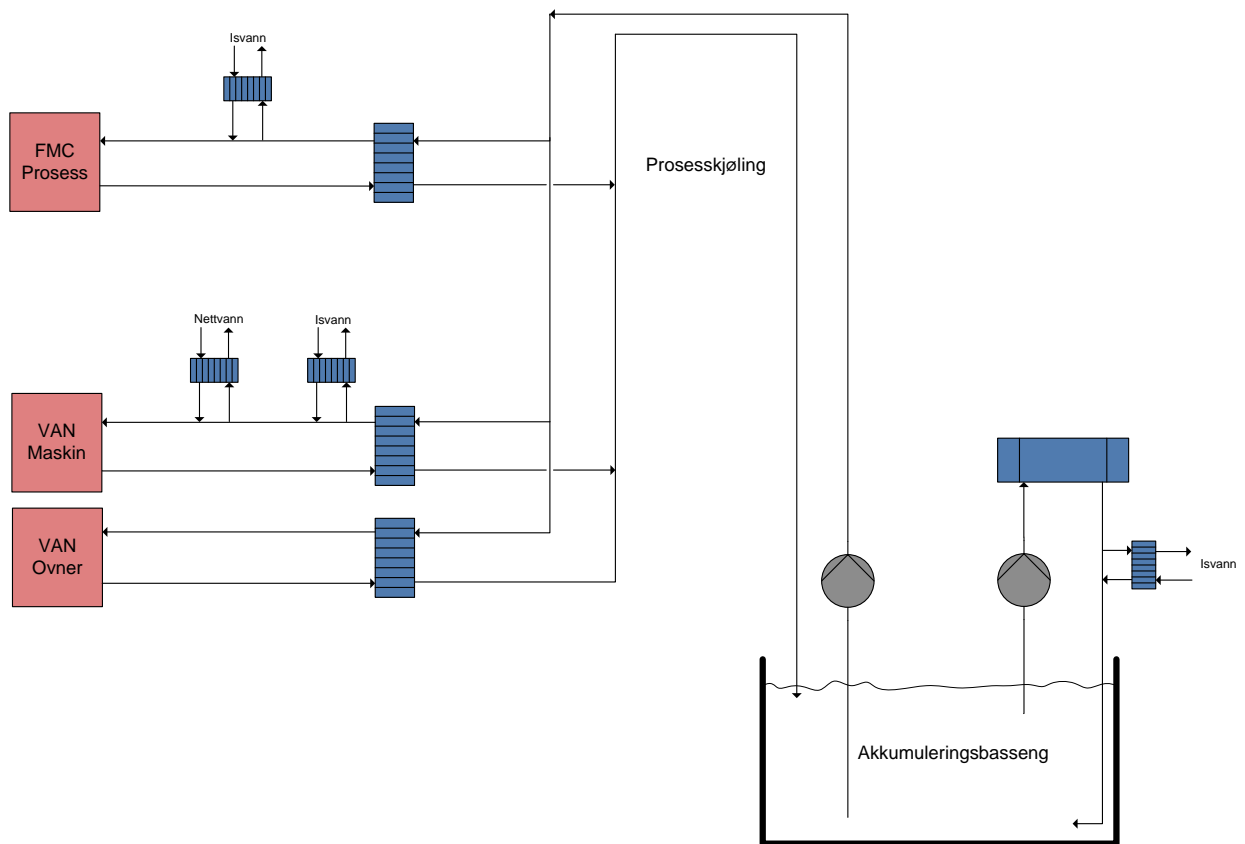 Isvann
FMC
Prosess
Prosesskjøling
Nettvann
Isvann
VAN
Maskin
VAN
Ovner
Isvann
Akkumuleringsbasseng